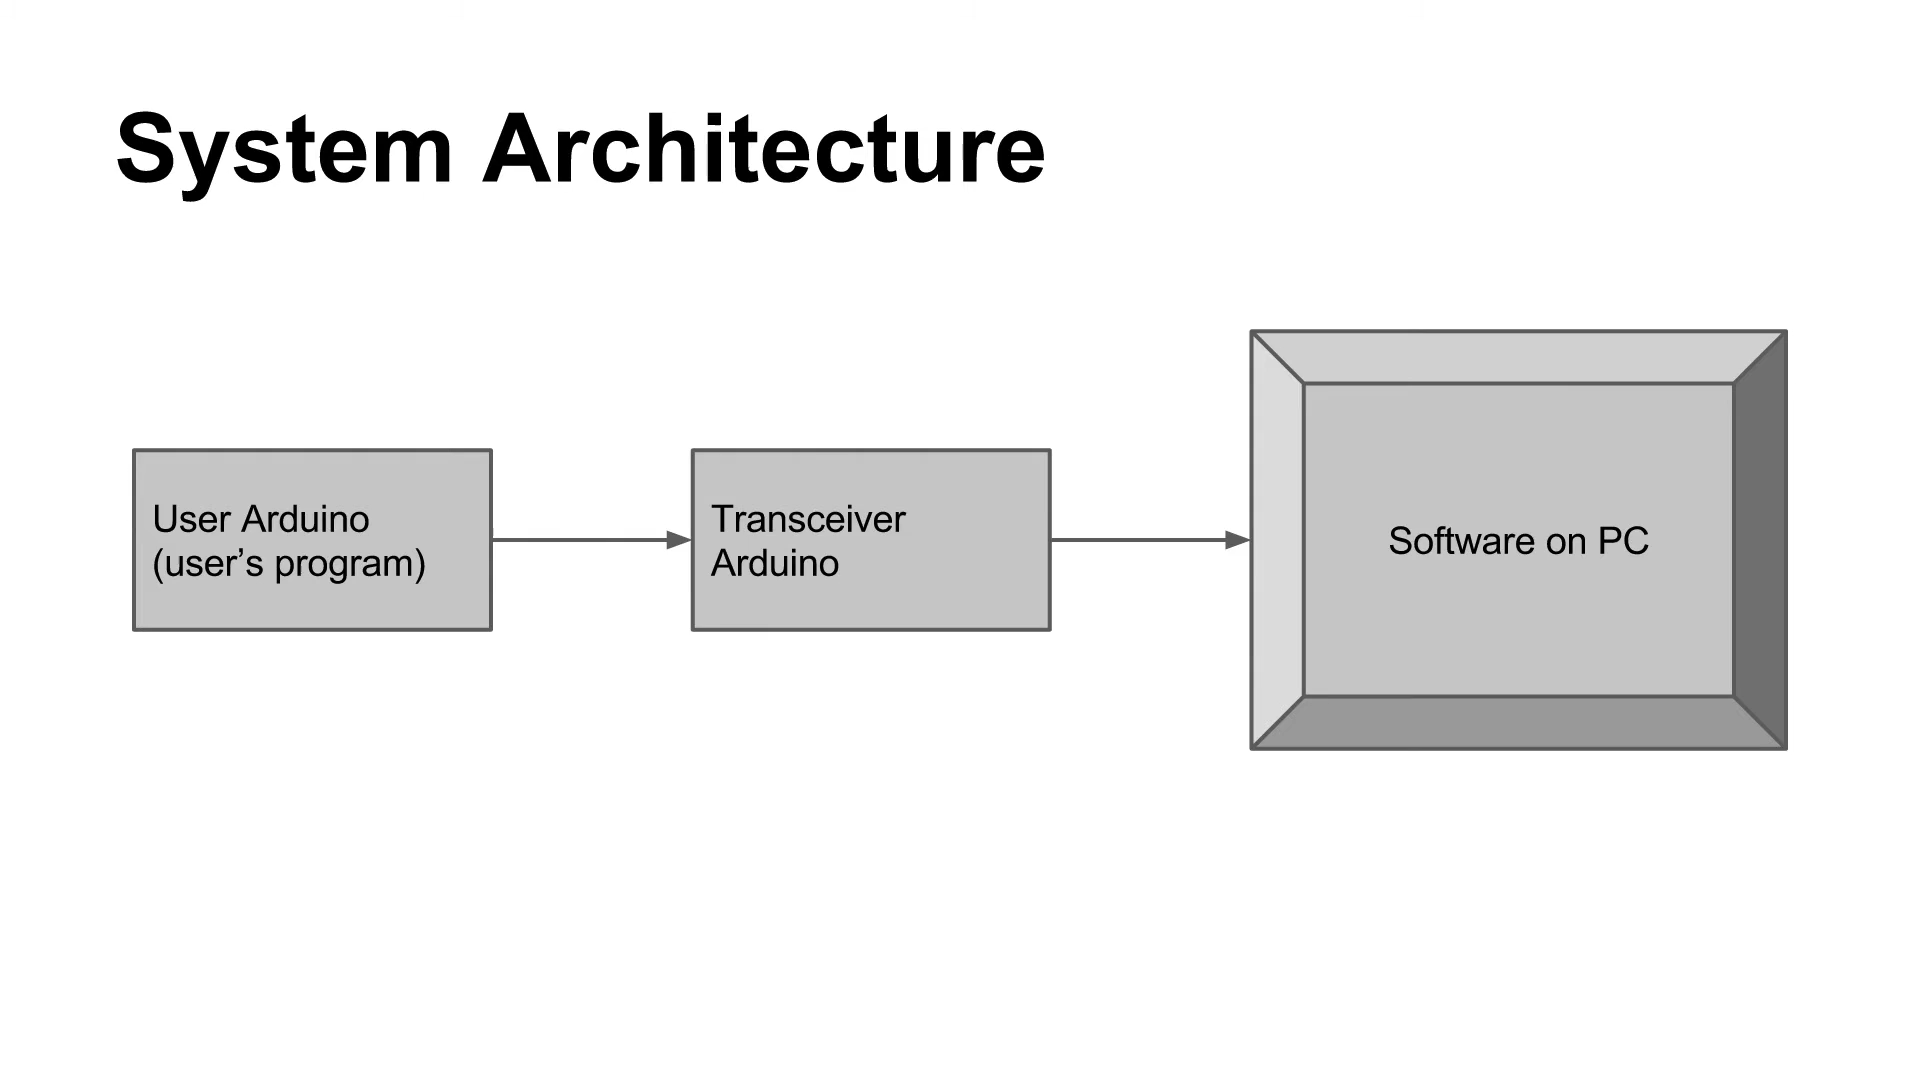 System Architecture
User Arduino
(user’s program)
Transceiver
Arduino
Software on PC